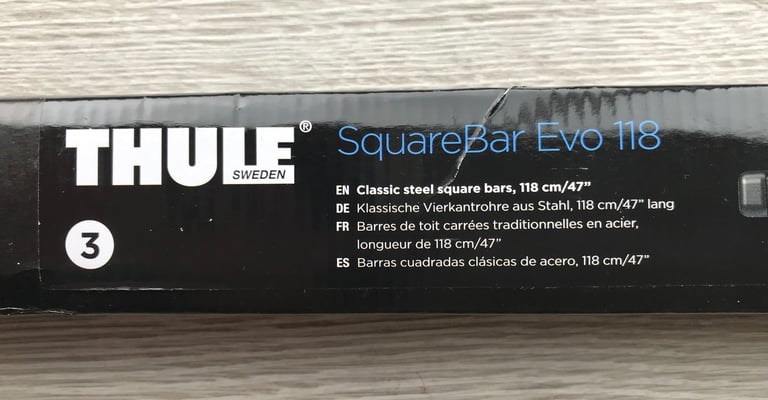 THULE®
SWEDEN
3
SquareBar Evo 118
EN Classic steel square bars, 118 cm/47”
DE Klassische Vierkantrohre aus Stahl, 118 cm/47” lang
FR Barres de toit carrées traditionnelles en acier,
longueur de 118 cm/47”
ES Barras cuadradas clásicas de acero, 118 cm/47”